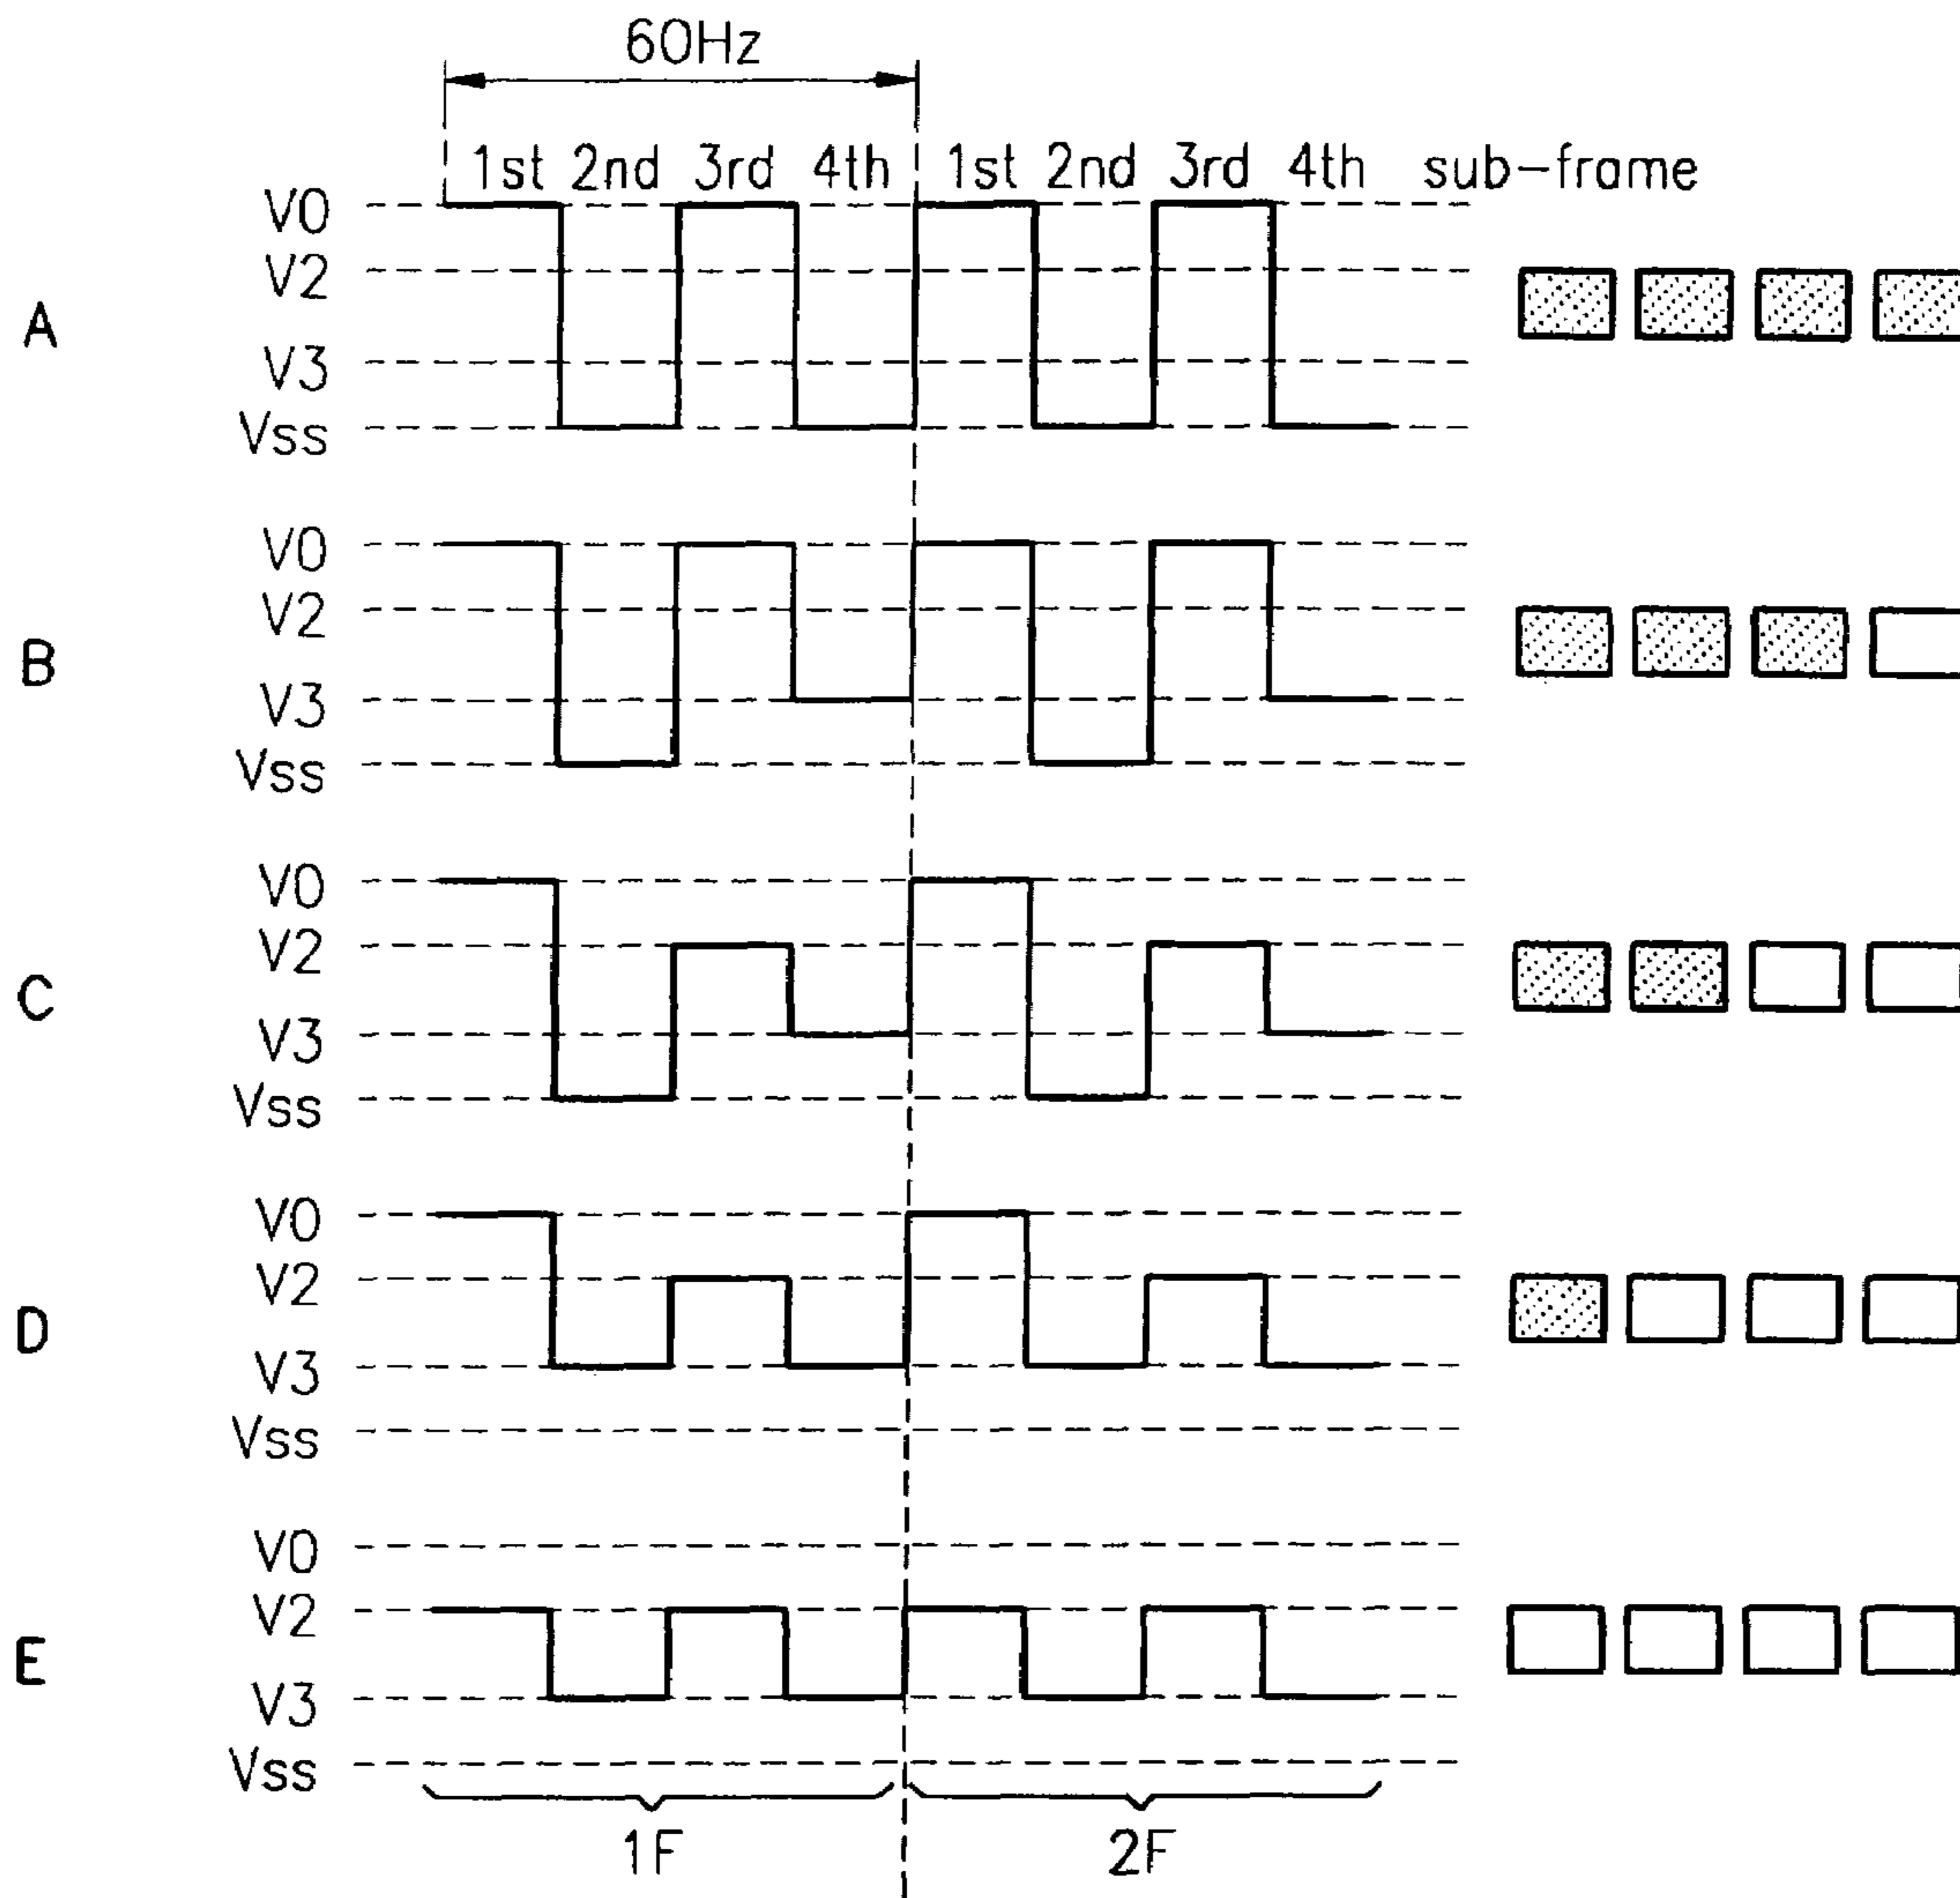 60Hz
1st 2nd 3rd 4th 1st 2nd 3rd 4th sub-frame
A
V0
V2
V3
Vss
B
V0
V2
V3
Vss
C
V0
V2
V3
Vss
D
V0
V2
V3
Vss
E
V0
V2
V3
Vss
1F 2F